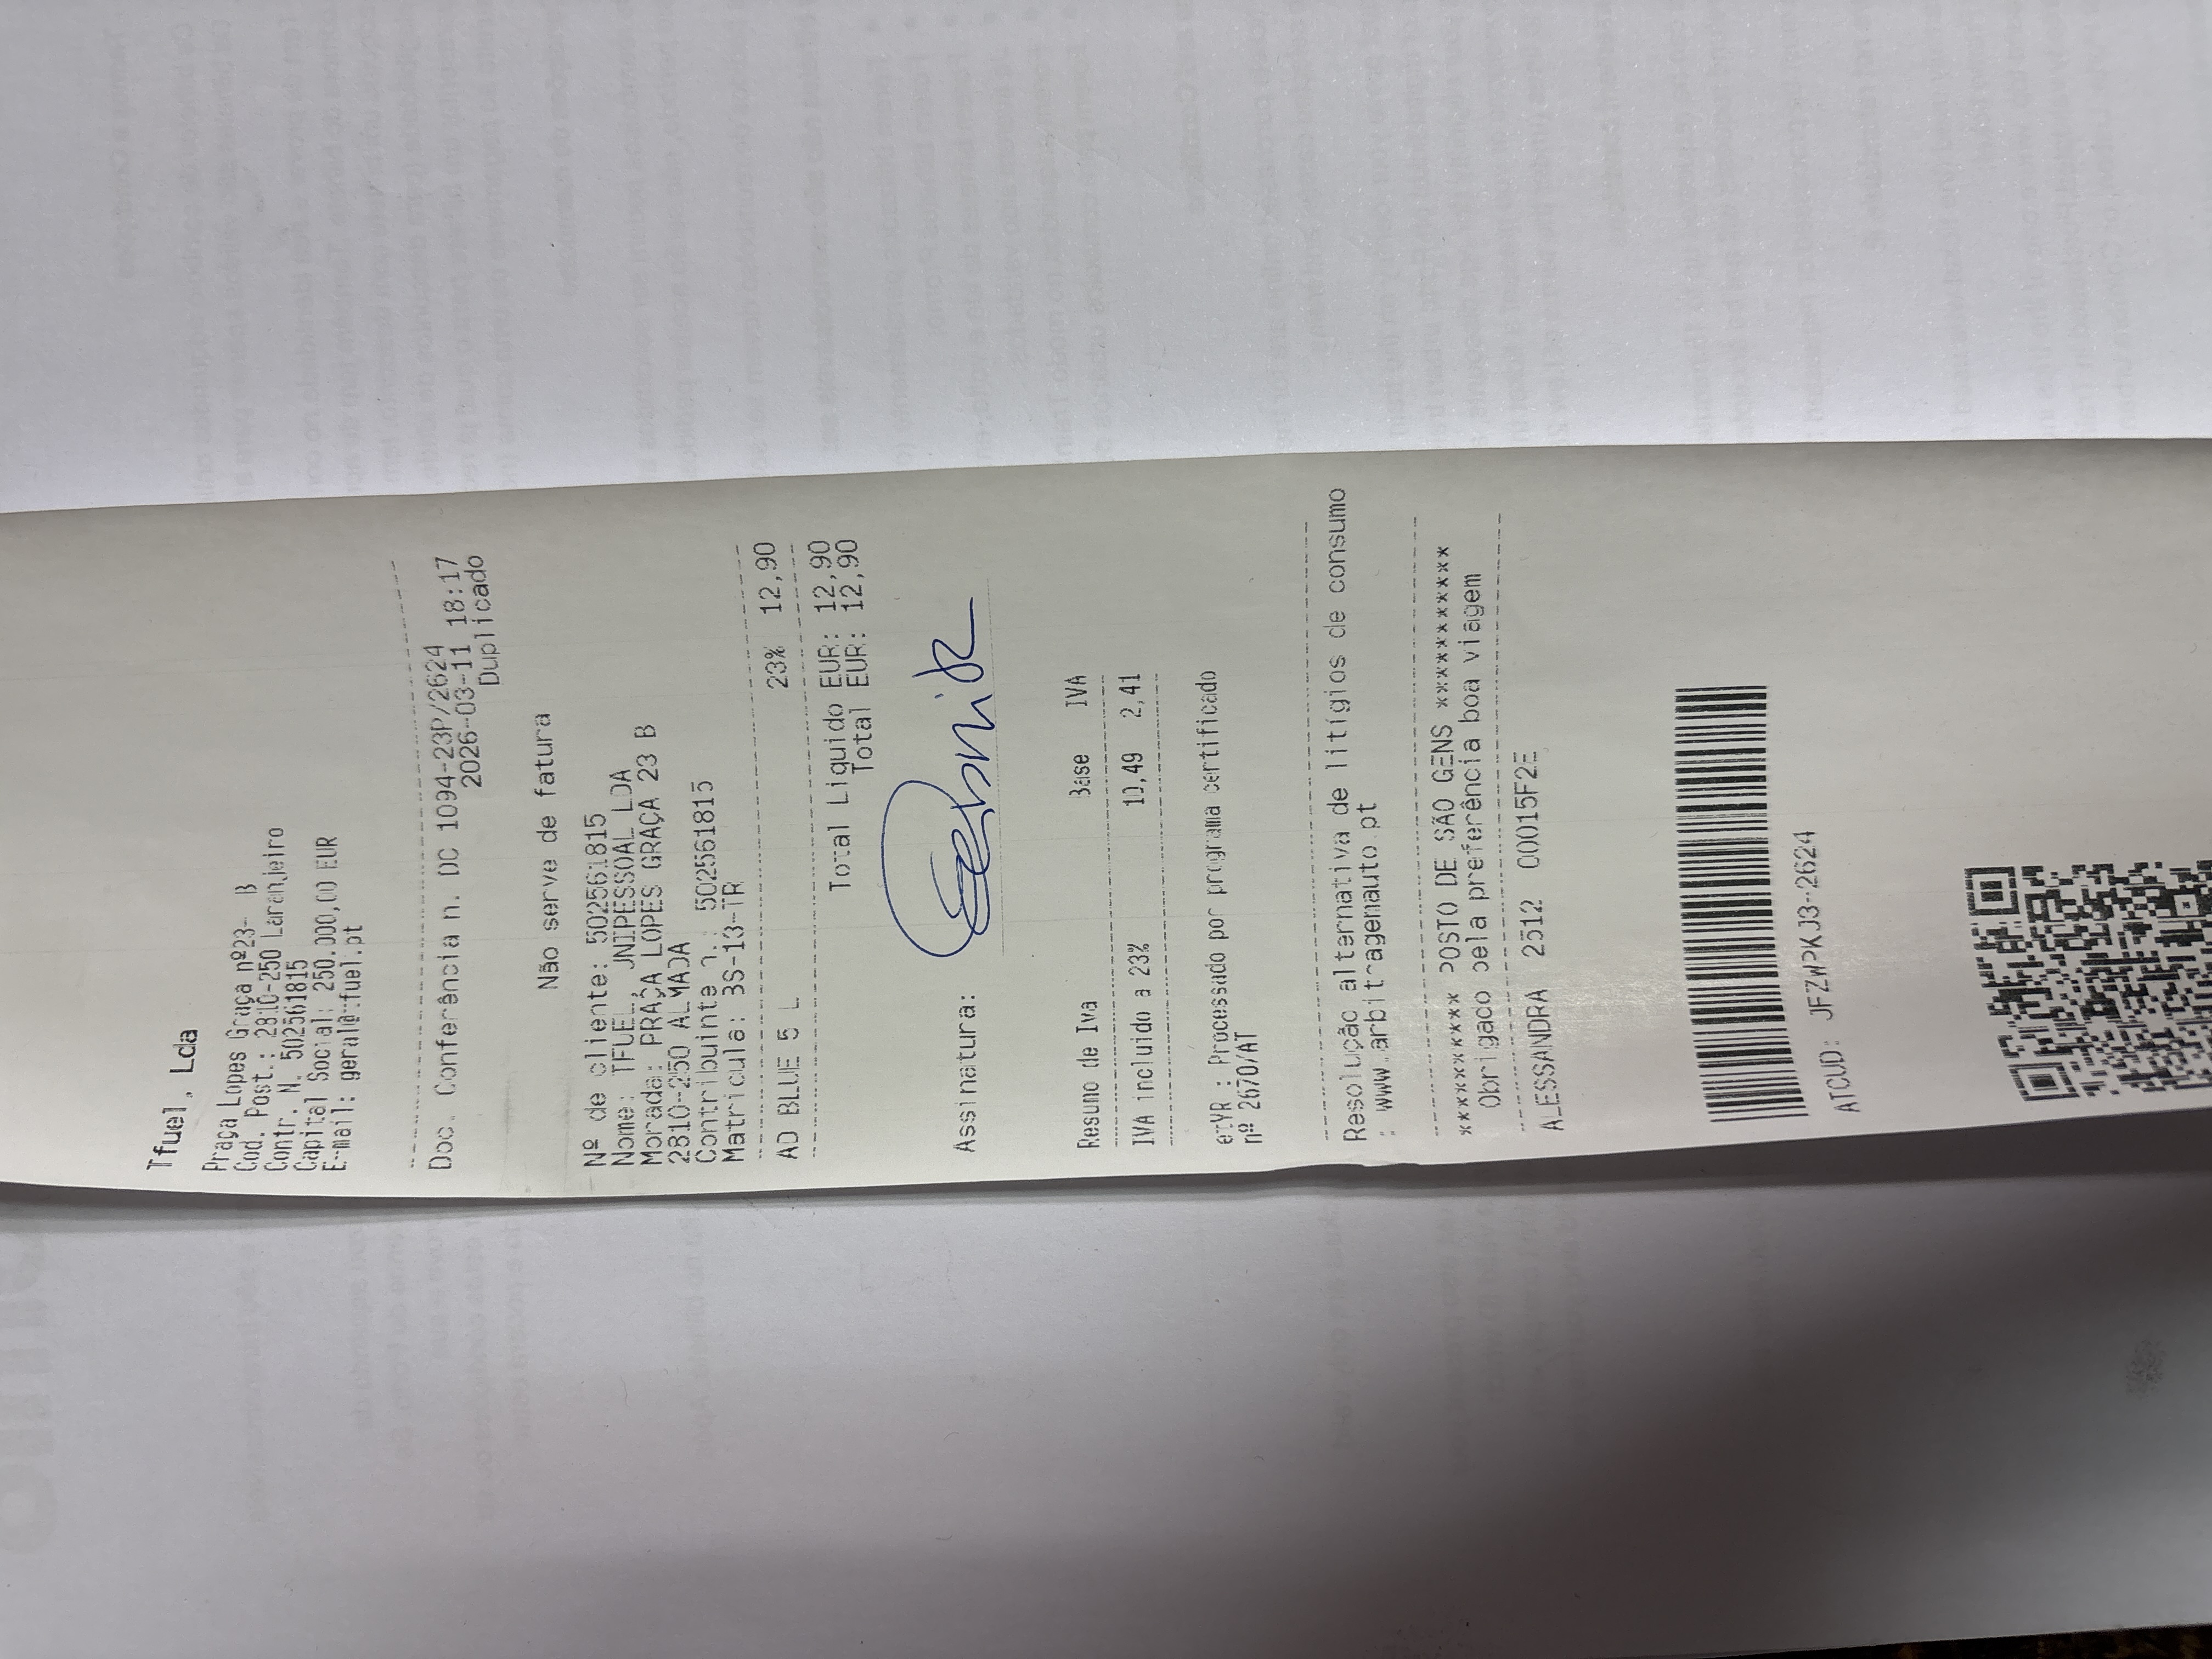 Tfuel, Lda
Praça Lopes Graça nº23- B
Cod. Post.: 2810-250 Laranjeiro
Contr. N. 502561815
Capital Social: 250.000,00 EUR
E-mail: geral@tfuel.pt
Doc. Conferência n. DC 1094-23P/2624
2026-03-11 18:17
Duplicado
Não serve de fatura
Nº de cliente: 502561815
Nome: TFUEL, UNIPESSOAL LDA
Morada: PRAÇA LOPES GRAÇA 23 B
2810-250 ALMADA
Contribuinte n.: 502561815
Matricula: 3S-13-TR
AD BLUE 5 L 23% 12,90
Total Liquido EUR: 12,90
Total EUR: 12,90
Assinatura:
Resumo de Iva Base IVA
IVA incluido a 23% 10,49 2,41
: Processado por programa certificado
nº 2670/AT
Resolução alternativa de litígios de consumo
: www.arbitragemauto.pt
********* POSTO DE SÃO GENS ************
Obrigado pela preferência boa viagem
ALESSANDRA 2512 00015F2E
ATCUD: JFZWPKJ3-2624